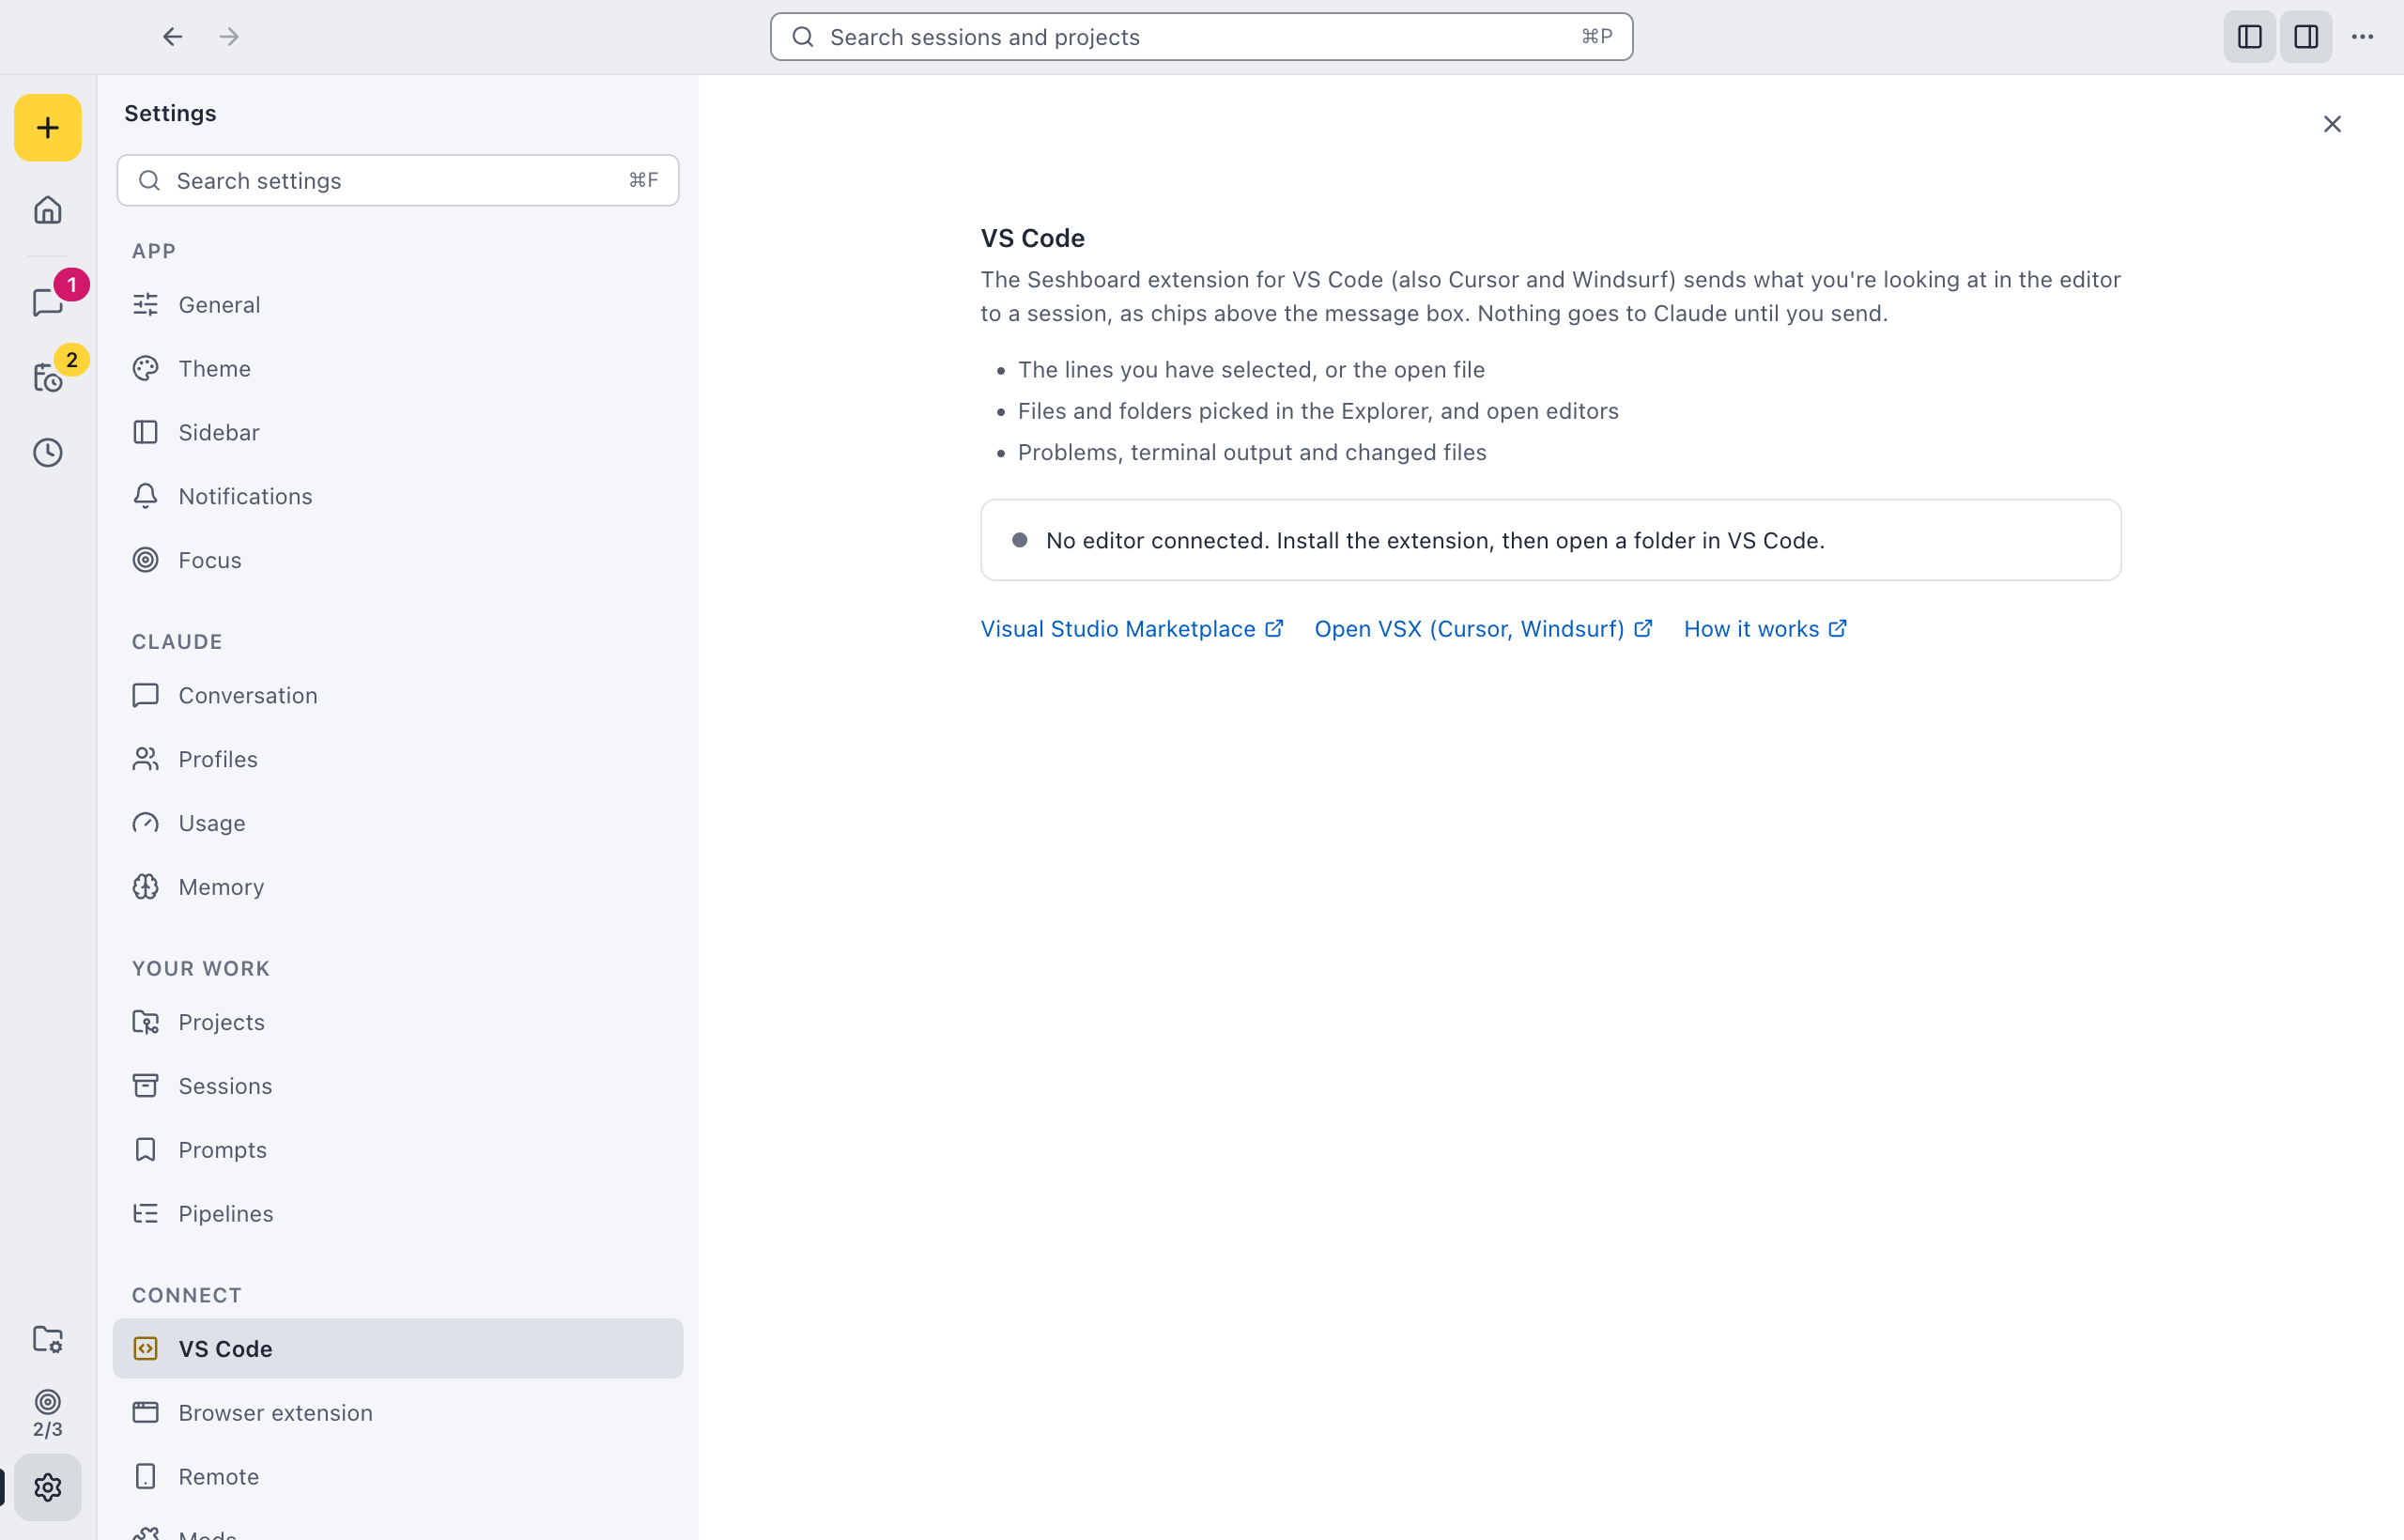 Search sessions and projects ⌘P
Settings
Search settings ⌘F
APP
General
1
Theme
2
Sidebar
Notifications
Focus
CLAUDE
Conversation
Profiles
Usage
Memory
YOUR WORK
Projects
Sessions
Prompts
Pipelines
CONNECT
VS Code
Browser extension
2/3
Remote
Mods
VS Code
The Seshboard extension for VS Code (also Cursor and Windsurf) sends what you're looking at in the editor
to a session, as chips above the message box. Nothing goes to Claude until you send.
• The lines you have selected, or the open file
• Files and folders picked in the Explorer, and open editors
• Problems, terminal output and changed files
No editor connected. Install the extension, then open a folder in VS Code.
Visual Studio Marketplace Open VSX (Cursor, Windsurf) How it works